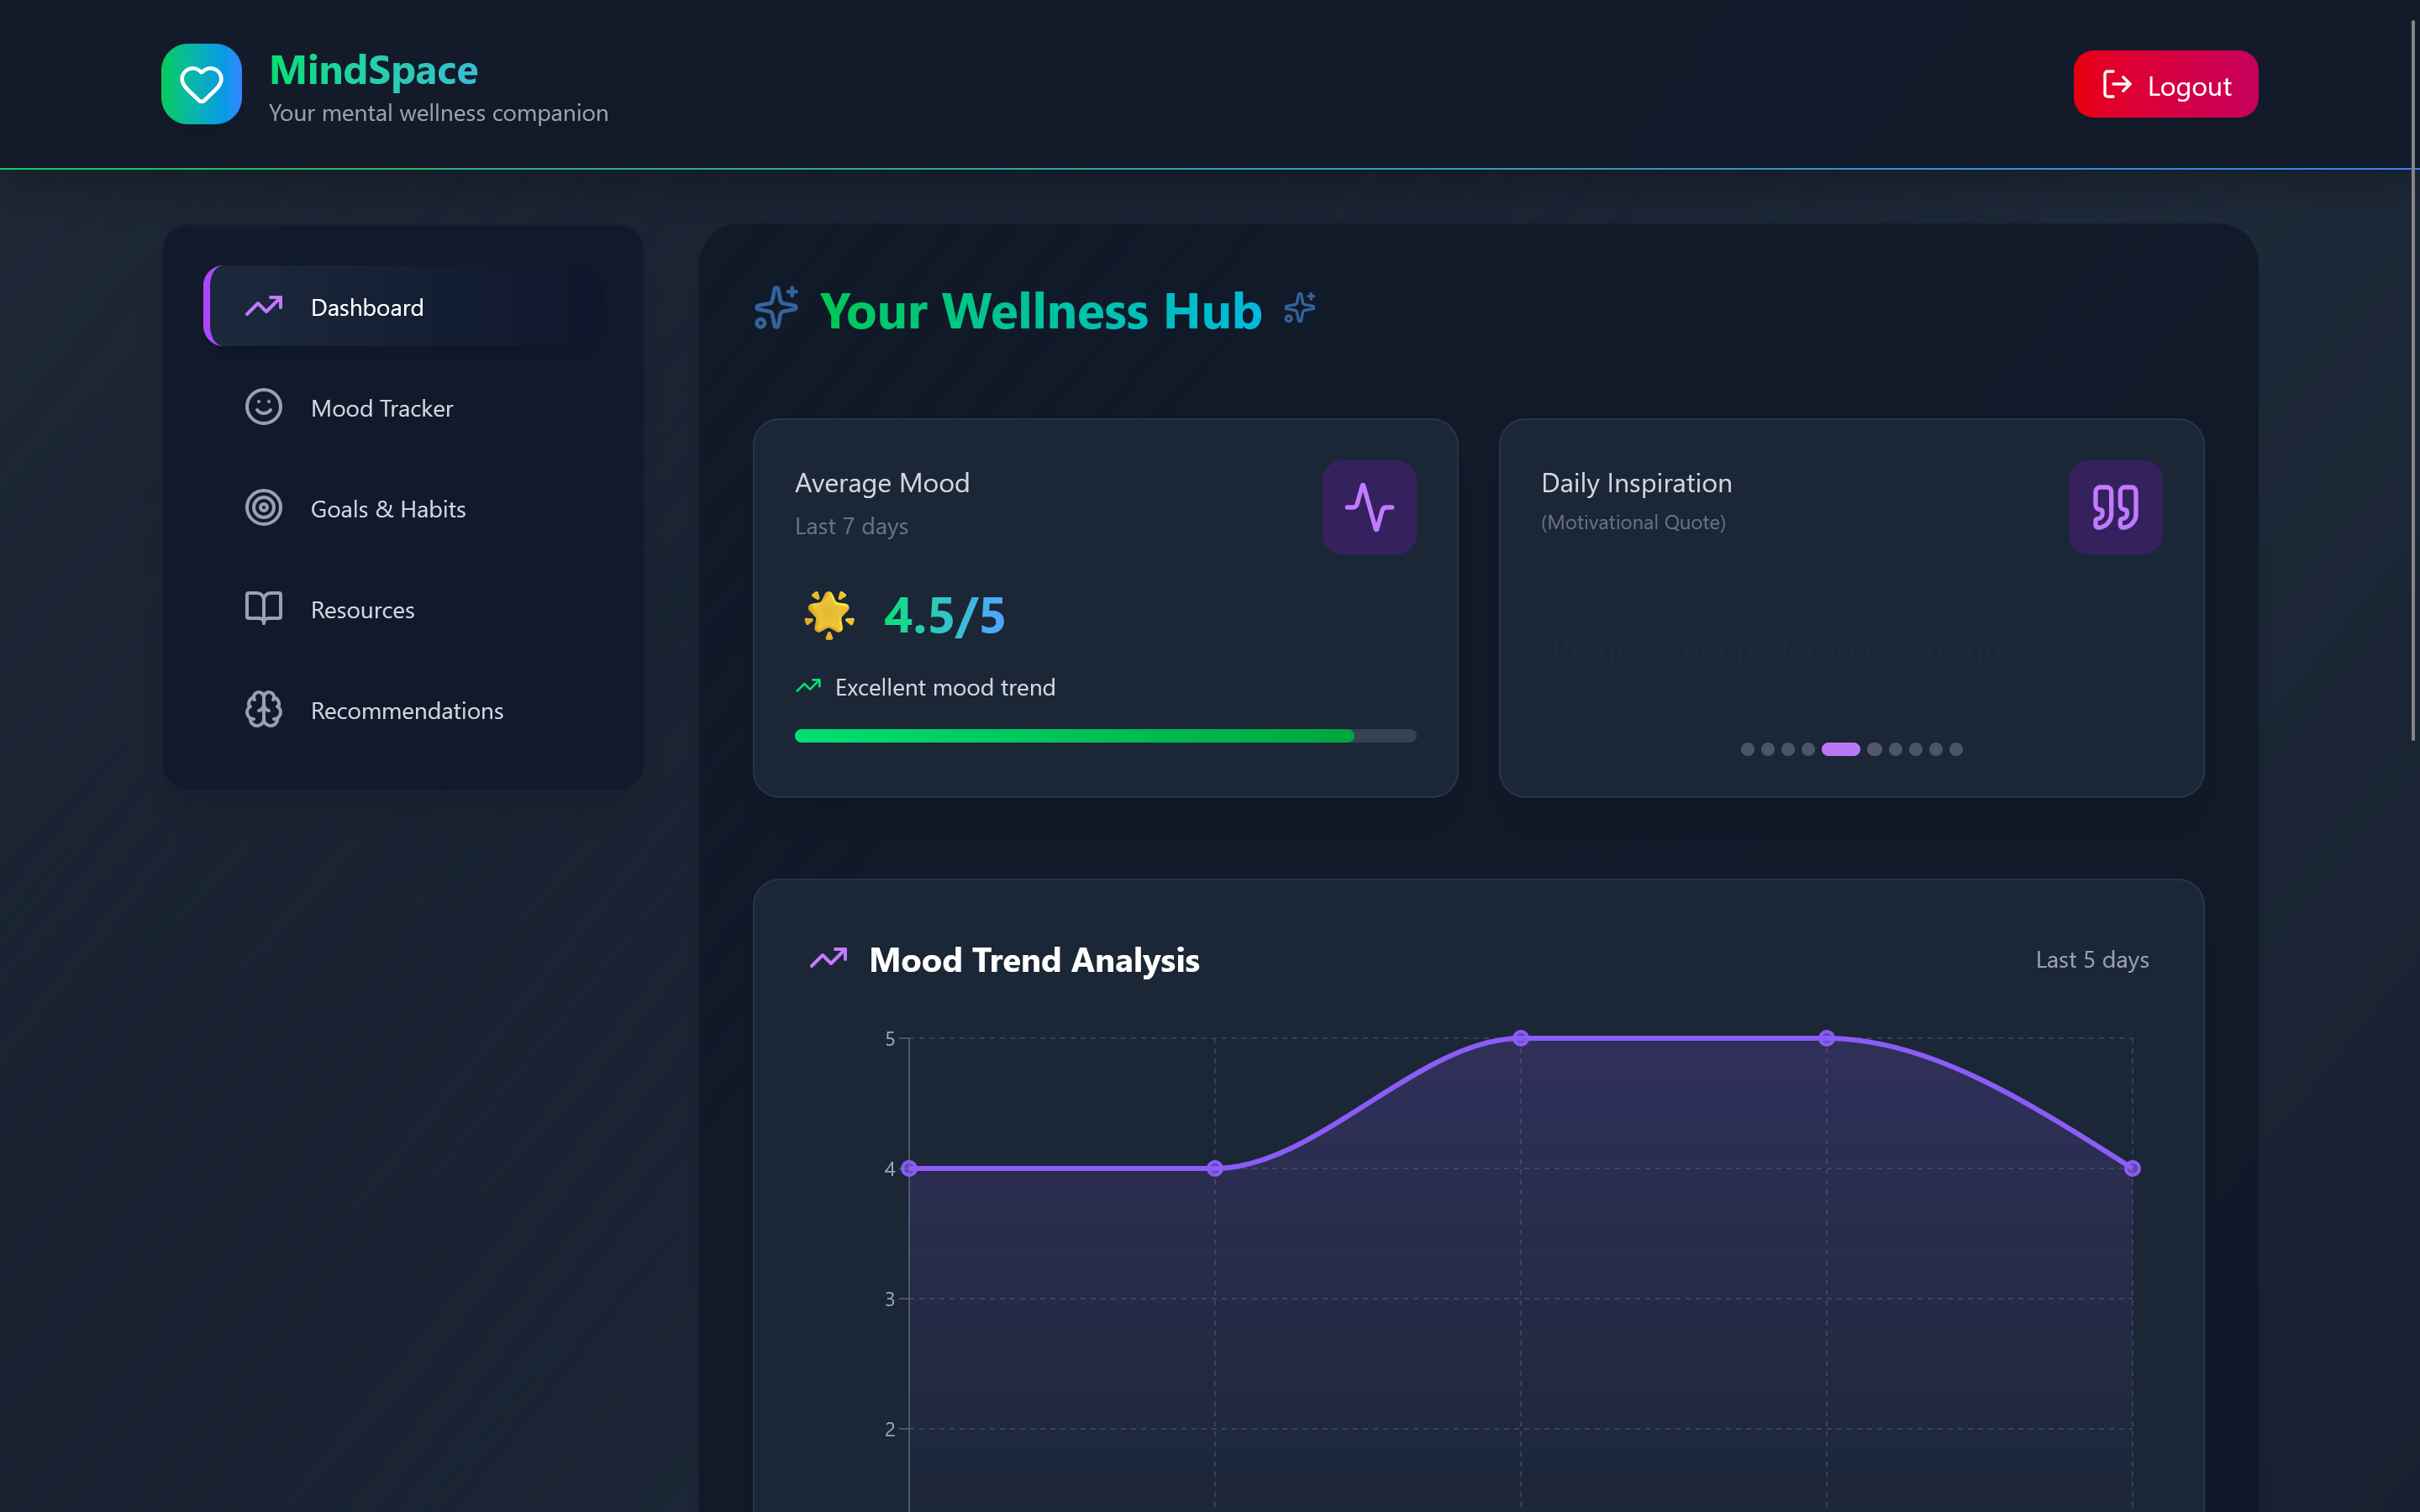 MindSpace
Your mental wellness companion
Logout
Dashboard
Mood Tracker
Goals & Habits
Resources
Recommendations
Your Wellness Hub
Average Mood
Last 7 days
4.5/5
Excellent mood trend
Daily Inspiration
(Motivational Quote)
"Progress, not perfection, is the goal."
Mood Trend Analysis
Last 5 days
5
4
3
2